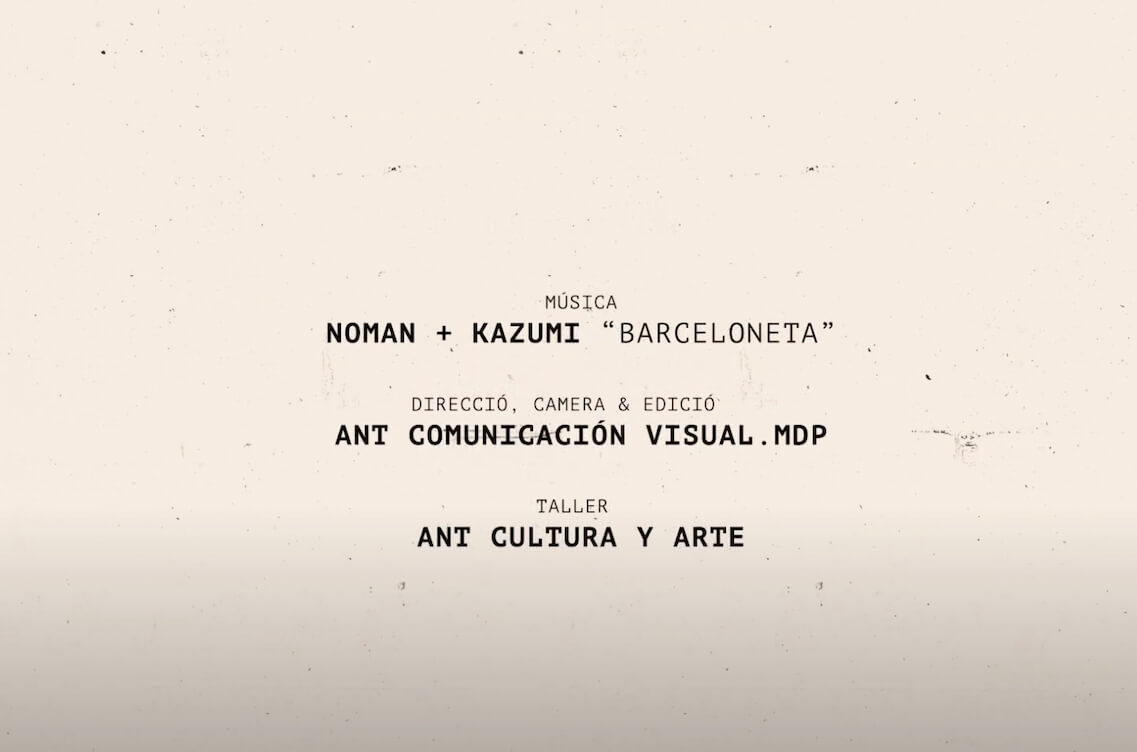 MÚSICA
NOMAN + KAZUMI “BARCELONETA”
DIRECCIÓ, CAMERA & EDICIÓ
ANT COMUNICACIÓN VISUAL.MDP
TALLER
ANT CULTURA Y ARTE